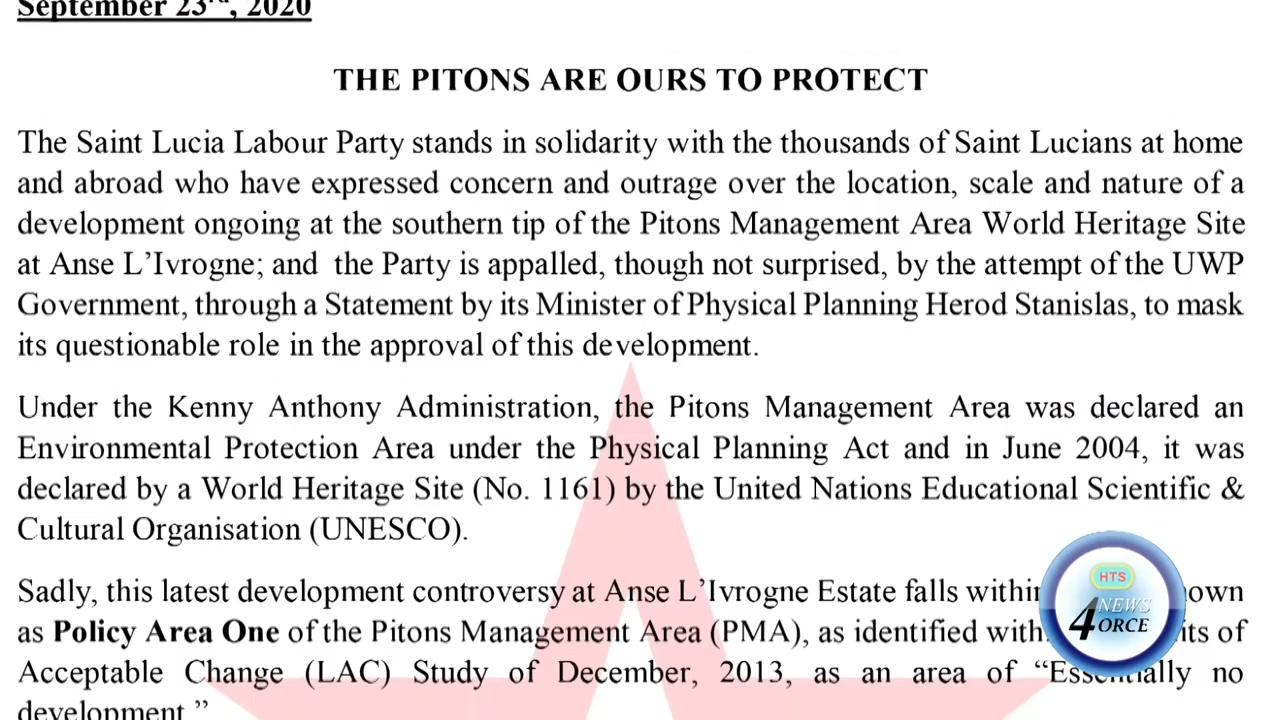 September 23rd, 2020
THE PITONS ARE OURS TO PROTECT
The Saint Lucia Labour Party stands in solidarity with the thousands of Saint Lucians at home
and abroad who have expressed concern and outrage over the location, scale and nature of a
development ongoing at the southern tip of the Pitons Management Area World Heritage Site
at Anse L’Ivrogne; and the Party is appalled, though not surprised, by the attempt of the UWP
Government, through a Statement by its Minister of Physical Planning Herod Stanislas, to mask
its questionable role in the approval of this development.
Under the Kenny Anthony Administration, the Pitons Management Area was declared an
Environmental Protection Area under the Physical Planning Act and in June 2004, it was
declared by a World Heritage Site (No. 1161) by the United Nations Educational Scientific &
Cultural Organisation (UNESCO).
Sadly, this latest development controversy at Anse L’Ivrogne Estate falls within
as Policy Area One of the Pitons Management Area (PMA), as identified
Acceptable Change (LAC) Study of December, 2013, as an area of “Essentially no
development.”
HTS
NEWS
4ORCE